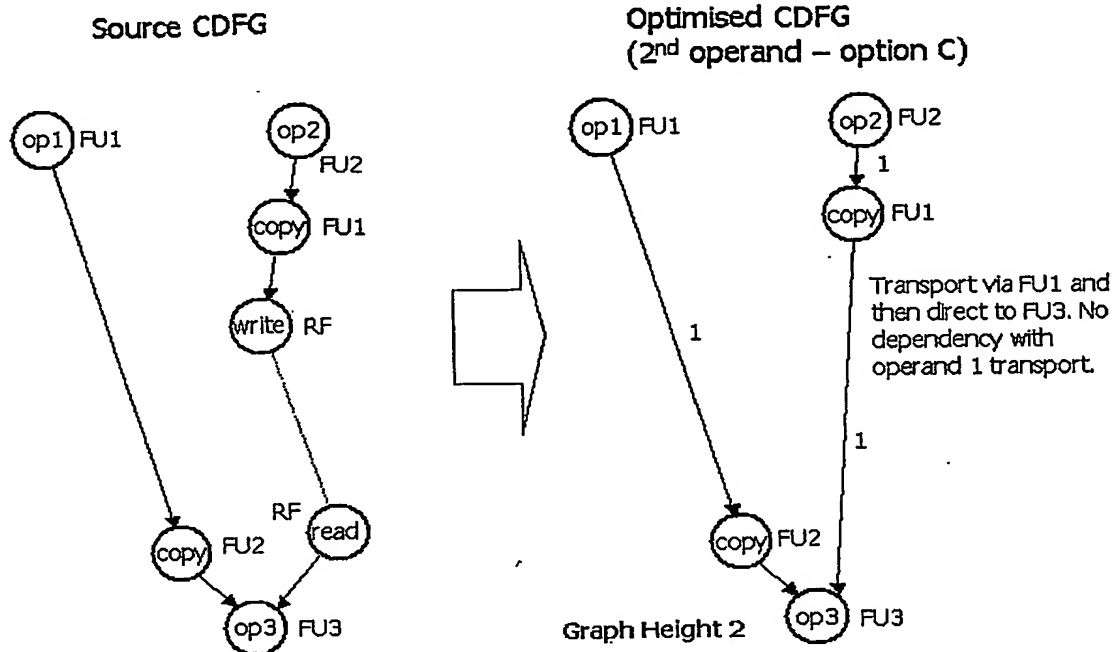 Source CDFG
Optimised CDFG
(2nd operand – option C)
op1 FU1
op2
FU2
copy FU1
write RF
RF
read
copy FU2
op3 FU3
op1 FU1
op2 FU2
1
copy FU1
Transport via FU1 and
then direct to FU3. No
dependency with
operand 1 transport.
1
1
copy FU2
op3 FU3
Graph Height 2